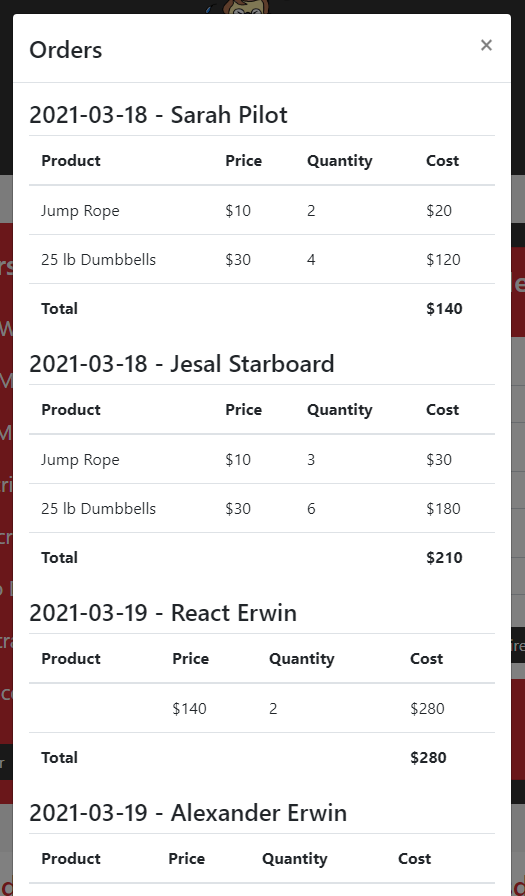 Orders ×
2021-03-18 - Sarah Pilot
Product Price Quantity Cost
Jump Rope $10 2 $20
25 lb Dumbbells $30 4 $120
Total $140
2021-03-18 - Jesal Starboard
Product Price Quantity Cost
Jump Rope $10 3 $30
25 lb Dumbbells $30 6 $180
Total $210
2021-03-19 - React Erwin
Product Price Quantity Cost
$140 2 $280
Total $280
2021-03-19 - Alexander Erwin
Product Price Quantity Cost